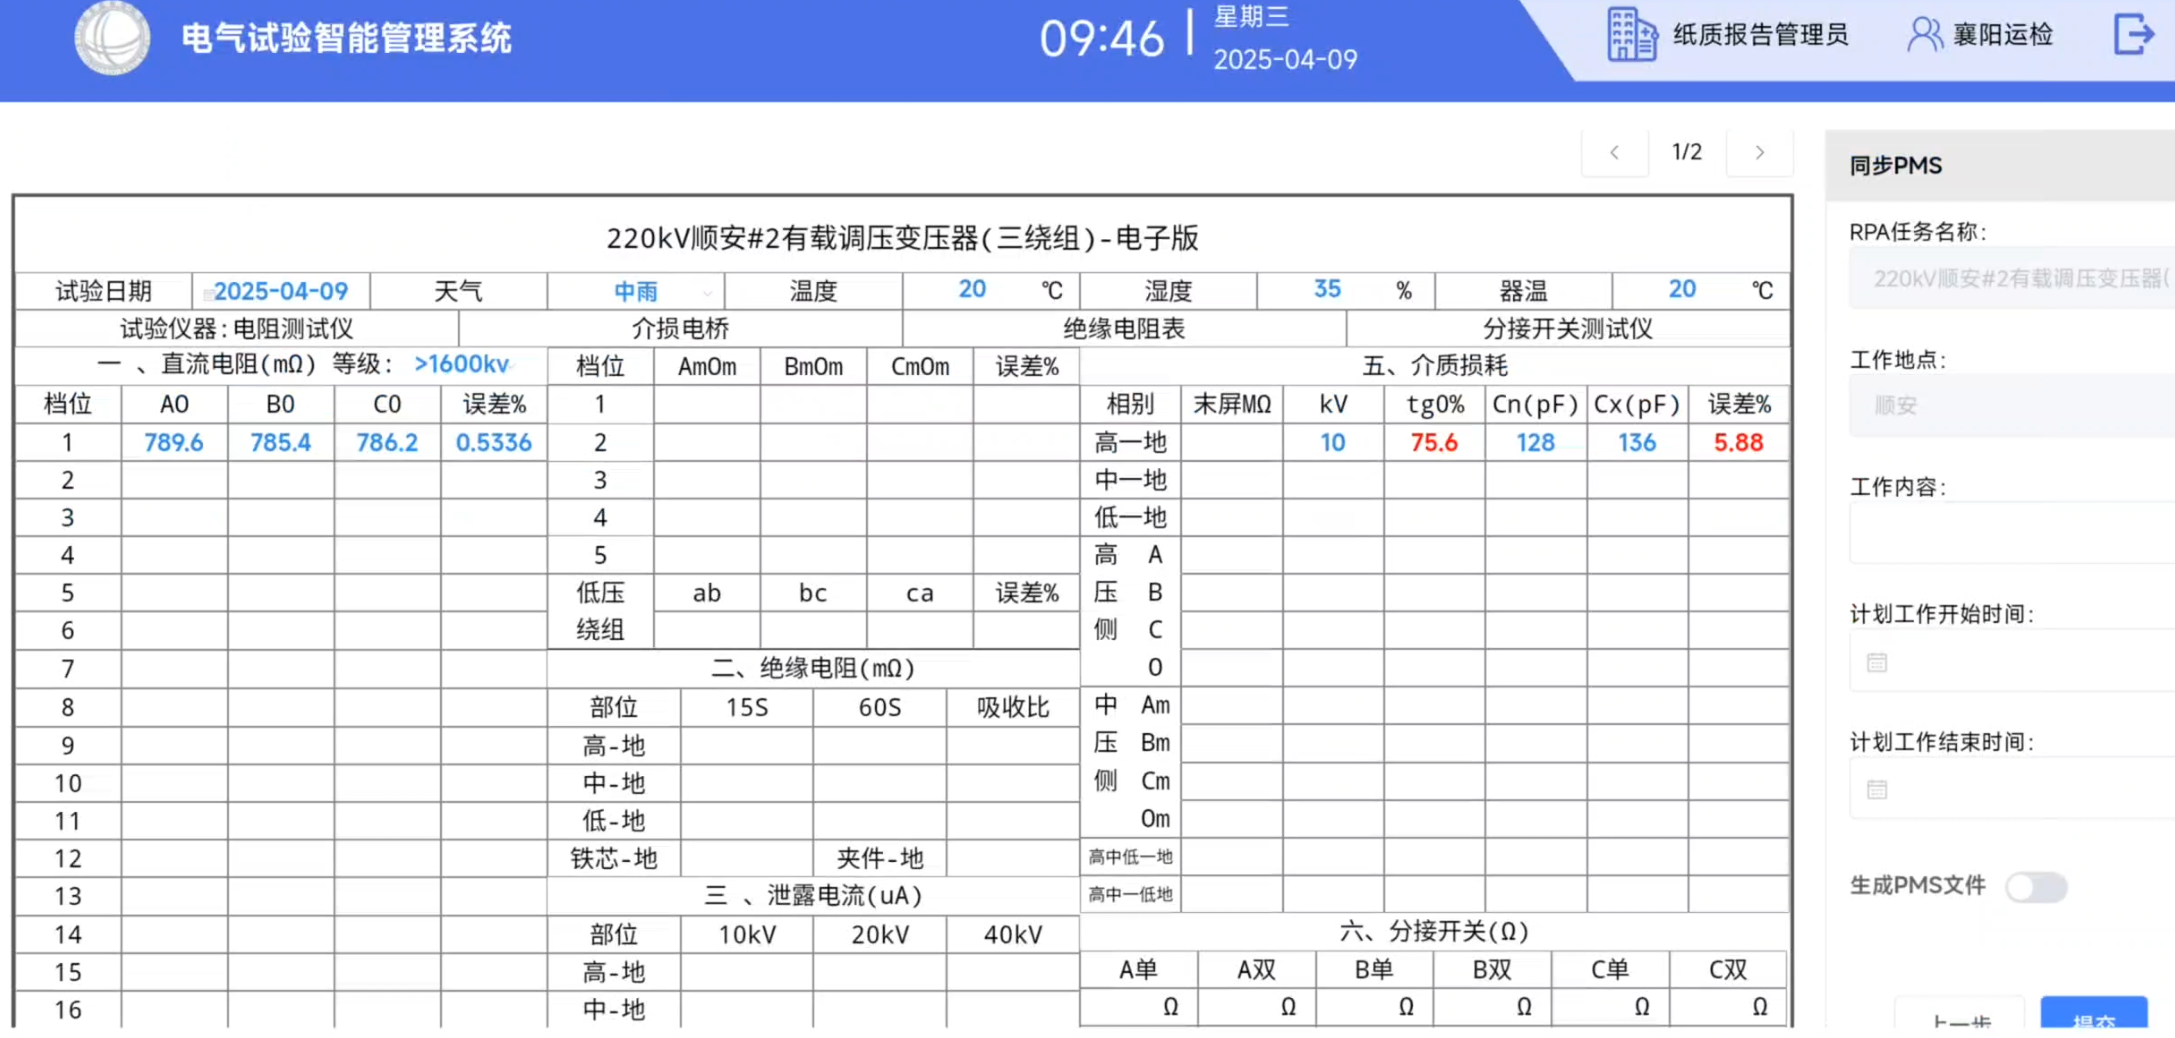 电气试验智能管理系统
09:46
星期三
2025-04-09
纸质报告管理员
襄阳运检
1/2
同步PMS
220kV顺安#2有载调压变压器(三绕组)-电子版
RPA任务名称:
220kV顺安#2有载调压变压器(
试验日期 2025-04-09 天气 中雨 温度 20 ℃ 湿度 35 % 器温 20 ℃
试验仪器:电阻测试仪 介损电桥 绝缘电阻表 分接开关测试仪
工作地点:
顺安
一 、直流电阻(mΩ) 等级: >1600kv 档位 AmOm BmOm CmOm 误差% 五、介质损耗
档位 AO BO CO 误差% 1 相别 末屏MΩ kV tgO% Cn(pF) Cx(pF) 误差%
1 789.6 785.4 786.2 0.5336 2 高一地 10 75.6 128 136 5.88
2 3 中一地
工作内容:
3 4 低一地
4 5 高 A
5 低压 ab bc ca 误差% 压 B
6 绕组 侧 C
计划工作开始时间:
7 二、绝缘电阻(mΩ) O
8 部位 15S 60S 吸收比 中 Am
9 高-地 压 Bm
计划工作结束时间:
10 中-地 侧 Cm
11 低-地 Om
12 铁芯-地 夹件-地 高中低一地
13 三 、泄露电流(uA) 高中一低地
生成PMS文件
14 部位 10kV 20kV 40kV 六、分接开关(Ω)
15 高-地 A单 A双 B单 B双 C单 C双
16 中-地 Ω Ω Ω Ω Ω Ω
上一步 提交